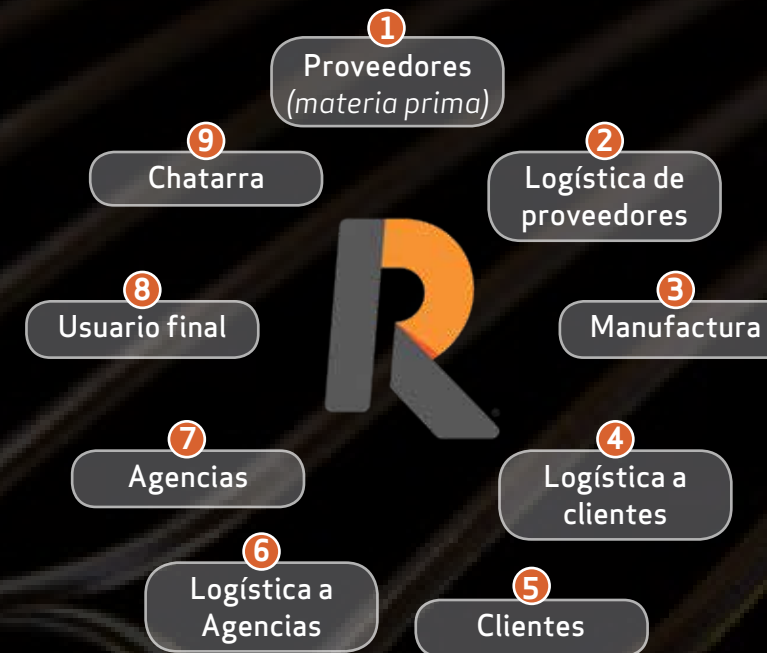 1
Proveedores
(materia prima)
2
Logística de
proveedores
3
Manufactura
4
Logística a
clientes
5
Clientes
6
Logística a
Agencias
7
Agencias
8
Usuario final
9
Chatarra
R